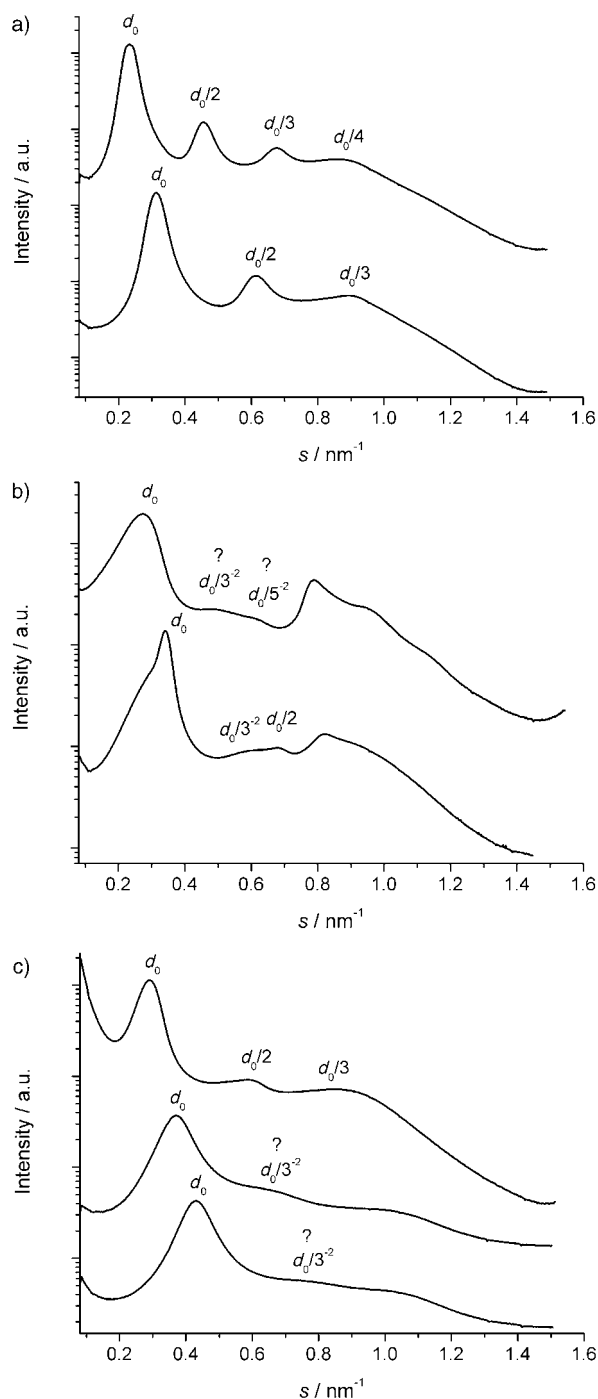 a)
d₀
d₀/2
d₀/3
d₀/4
d₀
d₀/2
d₀/3
Intensity / a.u.
0.2 0.4 0.6 0.8 1.0 1.2 1.4 1.6
s / nm⁻¹
b)
d₀
?
d₀/3⁻²
?
d₀/5⁻²
d₀
d₀/3⁻²
d₀/2
Intensity / a.u.
0.2 0.4 0.6 0.8 1.0 1.2 1.4 1.6
s / nm⁻¹
c)
d₀
d₀/2
d₀/3
d₀
?
d₀/3⁻²
d₀
?
d₀/3⁻²
Intensity / a.u.
0.2 0.4 0.6 0.8 1.0 1.2 1.4 1.6
s / nm⁻¹